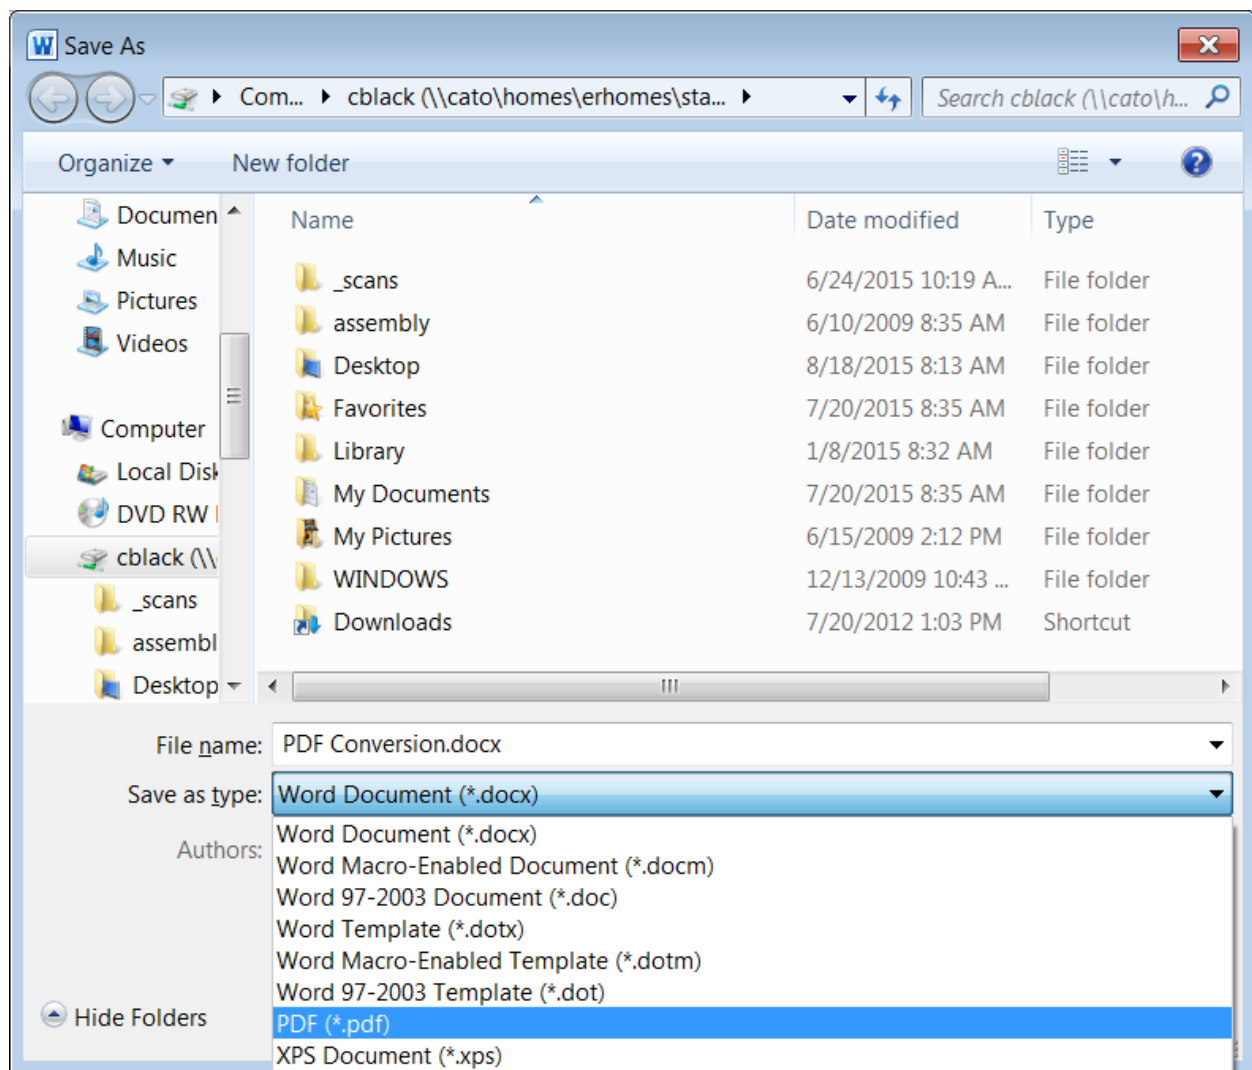 Save As
Com... cblack (\\cato\homes\erhomes\sta... Search cblack (\\cato\h...
Organize New folder
Documen
Music
Pictures
Videos
Computer
Local Disk
DVD RW
cblack (\\
_scans
assembl
Desktop
Name Date modified Type
_scans 6/24/2015 10:19 A... File folder
assembly 6/10/2009 8:35 AM File folder
Desktop 8/18/2015 8:13 AM File folder
Favorites 7/20/2015 8:35 AM File folder
Library 1/8/2015 8:32 AM File folder
My Documents 7/20/2015 8:35 AM File folder
My Pictures 6/15/2009 2:12 PM File folder
WINDOWS 12/13/2009 10:43 ... File folder
Downloads 7/20/2012 1:03 PM Shortcut
File name: PDF Conversion.docx
Save as type: Word Document (*.docx)
Authors:
Word Document (*.docx)
Word Macro-Enabled Document (*.docm)
Word 97-2003 Document (*.doc)
Word Template (*.dotx)
Word Macro-Enabled Template (*.dotm)
Word 97-2003 Template (*.dot)
PDF (*.pdf)
XPS Document (*.xps)
Hide Folders